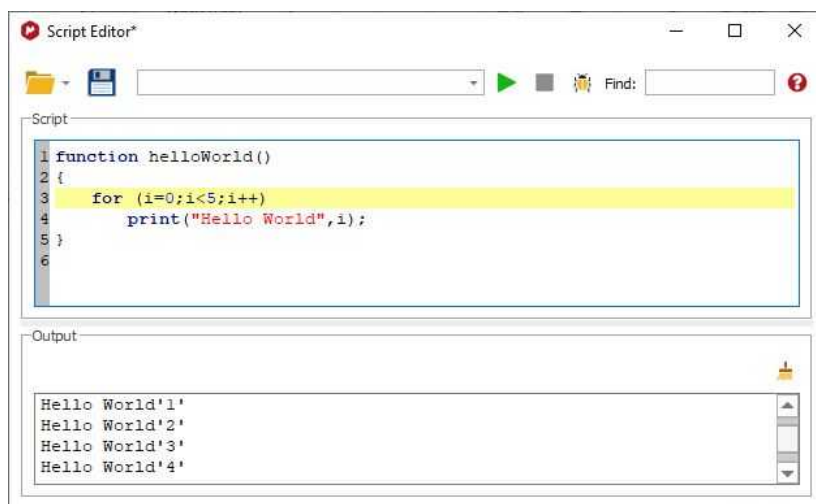 Script Editor*
Find:
Script
1 function helloWorld()
2 {
3 for (i=0;i<5;i++)
4 print("Hello World",i);
5 }
6
Output
Hello World'1'
Hello World'2'
Hello World'3'
Hello World'4'